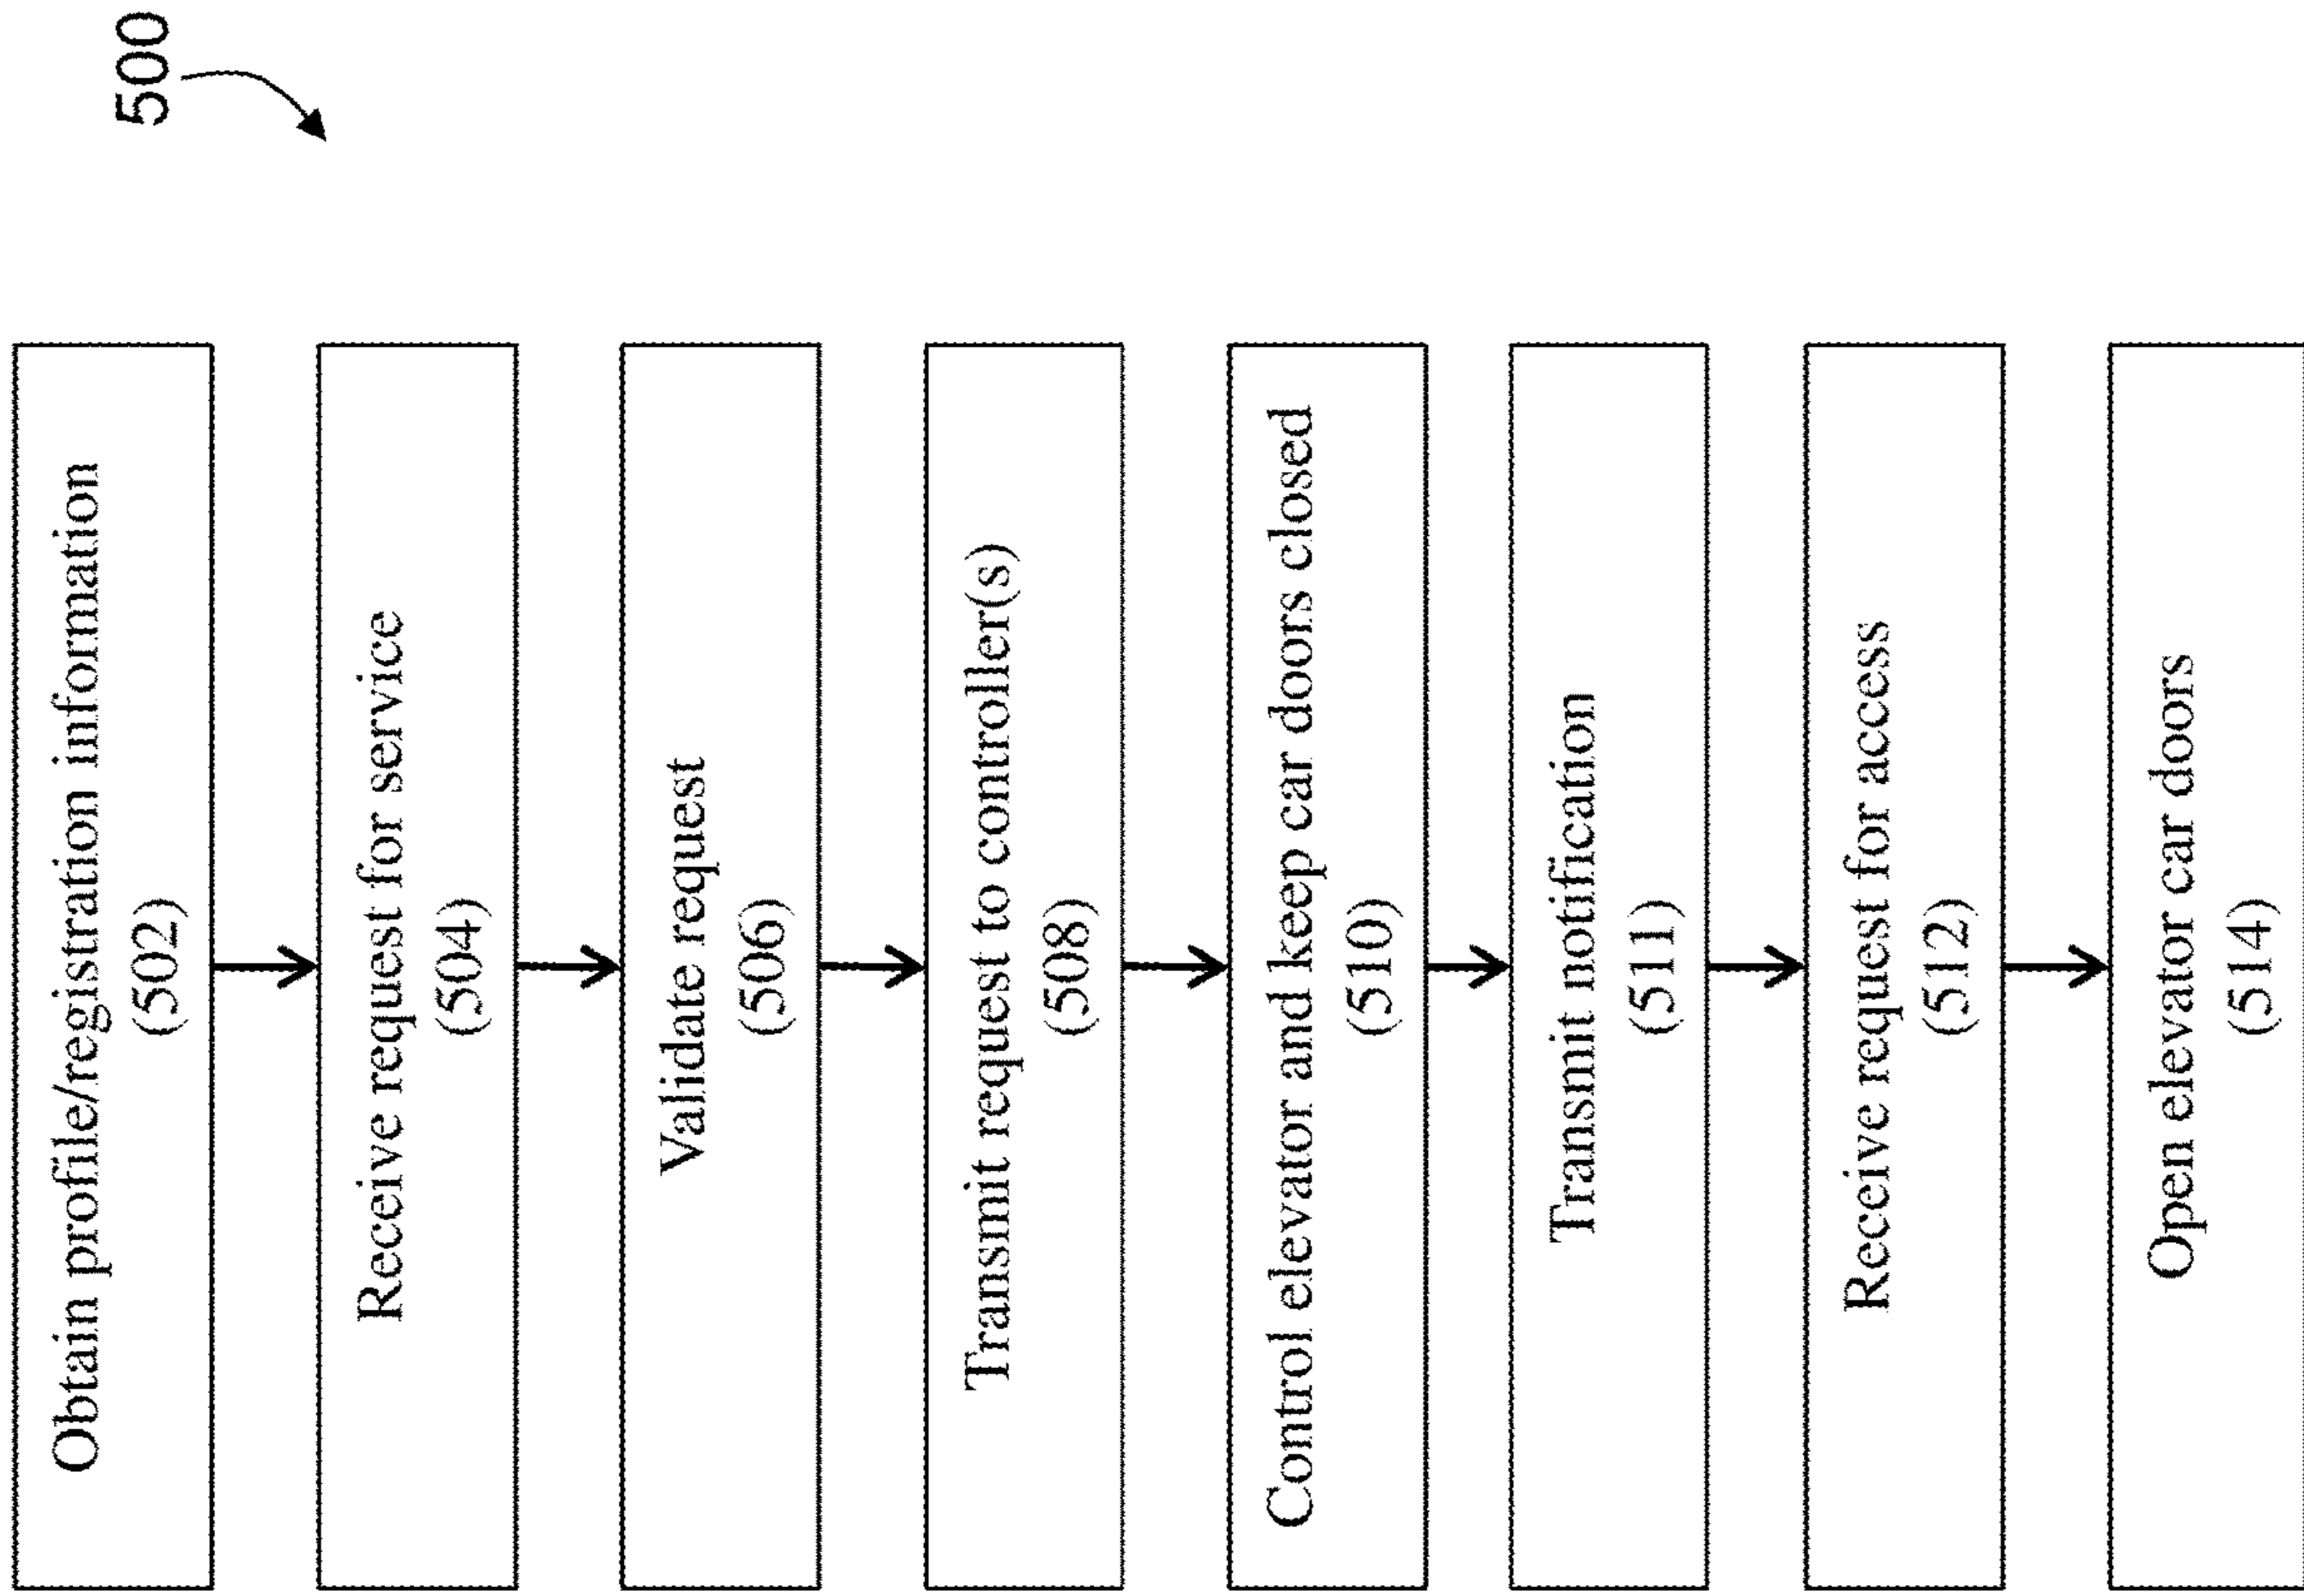 500
Obtain profile/registration information
(502)
Receive request for service
(504)
Validate request
(506)
Transmit request to controller(s)
(508)
Control elevator and keep car doors closed
(510)
Transmit notification
(511)
Receive request for access
(512)
Open elevator car doors
(514)